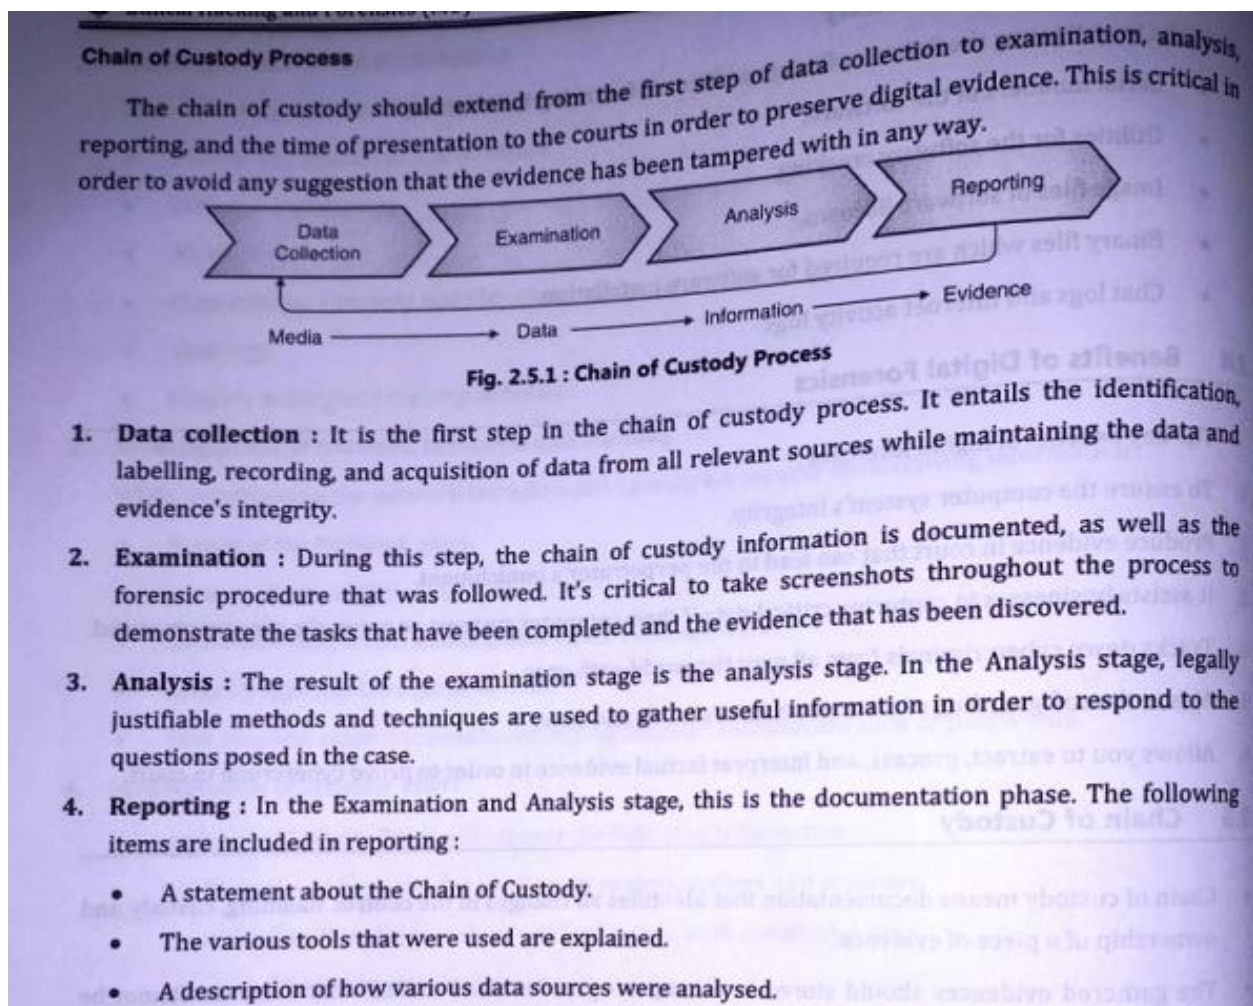 Chain of Custody Process
The chain of custody should extend from the first step of data collection to examination, analysis,
reporting, and the time of presentation to the courts in order to preserve digital evidence. This is critical in
order to avoid any suggestion that the evidence has been tampered with in any way.
Data
Collection
Examination
Analysis
Reporting
Media
Data
Information
Evidence
Fig. 2.5.1 : Chain of Custody Process
1. Data collection : It is the first step in the chain of custody process. It entails the identification,
labelling, recording, and acquisition of data from all relevant sources while maintaining the data and
evidence's integrity.
2. Examination : During this step, the chain of custody information is documented, as well as the
forensic procedure that was followed. It's critical to take screenshots throughout the process to
demonstrate the tasks that have been completed and the evidence that has been discovered.
3. Analysis : The result of the examination stage is the analysis stage. In the Analysis stage, legally
justifiable methods and techniques are used to gather useful information in order to respond to the
questions posed in the case.
4. Reporting : In the Examination and Analysis stage, this is the documentation phase. The following
items are included in reporting :
• A statement about the Chain of Custody.
• The various tools that were used are explained.
• A description of how various data sources were analysed.